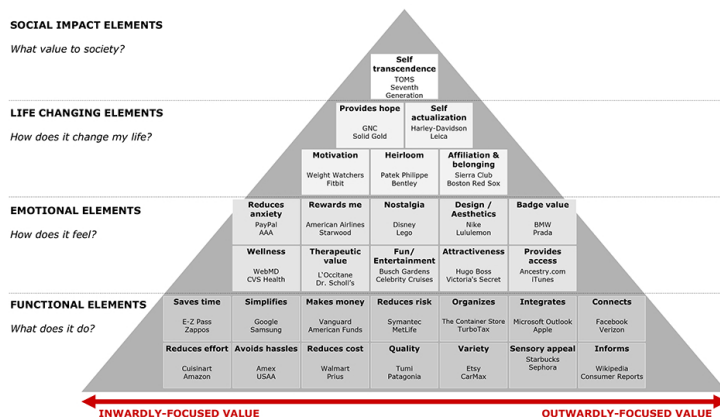 SOCIAL IMPACT ELEMENTS
What value to society?
Self
transcendence
TOMS
Seventh
Generation
LIFE CHANGING ELEMENTS
How does it change my life?
Provides hope
GNC
Solid Gold
Self
actualization
Harley-Davidson
Leica
Motivation
Weight Watchers
Fitbit
Heirloom
Patek Philippe
Bentley
Affiliation &
belonging
Sierra Club
Boston Red Sox
EMOTIONAL ELEMENTS
How does it feel?
Reduces
anxiety
PayPal
AAA
Rewards me
American Airlines
Starwood
Nostalgia
Disney
Lego
Design /
Aesthetics
Nike
Lululemon
Badge value
BMW
Prada
Wellness
WebMD
CVS Health
Therapeutic
value
L'Occitane
Dr. Scholl's
Fun/
Entertainment
Busch Gardens
Celebrity Cruises
Attractiveness
Hugo Boss
Victoria's Secret
Provides
access
Ancestry.com
iTunes
FUNCTIONAL ELEMENTS
What does it do?
Saves time
E-Z Pass
Zappos
Simplifies
Google
Samsung
Makes money
Vanguard
American Funds
Reduces risk
Symantec
MetLife
Organizes
The Container Store
TurboTax
Integrates
Microsoft Outlook
Apple
Connects
Facebook
Verizon
Reduces effort
Cuisinart
Amazon
Avoids hassles
Amex
USAA
Reduces cost
Walmart
Prius
Quality
Tumi
Patagonia
Variety
Etsy
CarMax
Sensory appeal
Starbucks
Sephora
Informs
Wikipedia
Consumer Reports
INWARDLY-FOCUSED VALUE
OUTWARDLY-FOCUSED VALUE